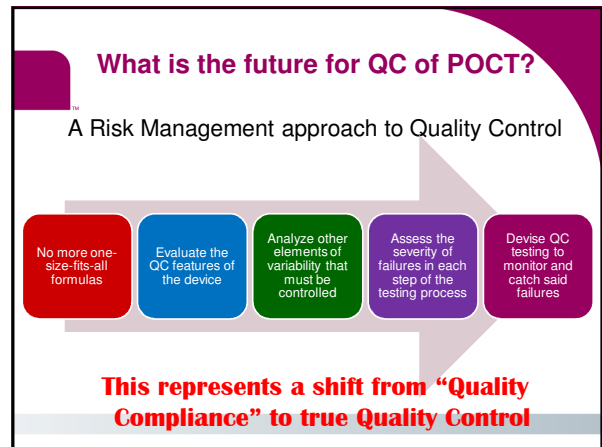 What is the future for QC of POCT?
™
A Risk Management approach to Quality Control
No more one-
size-fits-all
formulas
Evaluate the
QC features of
the device
Analyze other
elements of
variability that
must be
controlled
Assess the
severity of
failures in each
step of the
testing process
Devise QC
testing to
monitor and
catch said
failures
This represents a shift from “Quality
Compliance” to true Quality Control